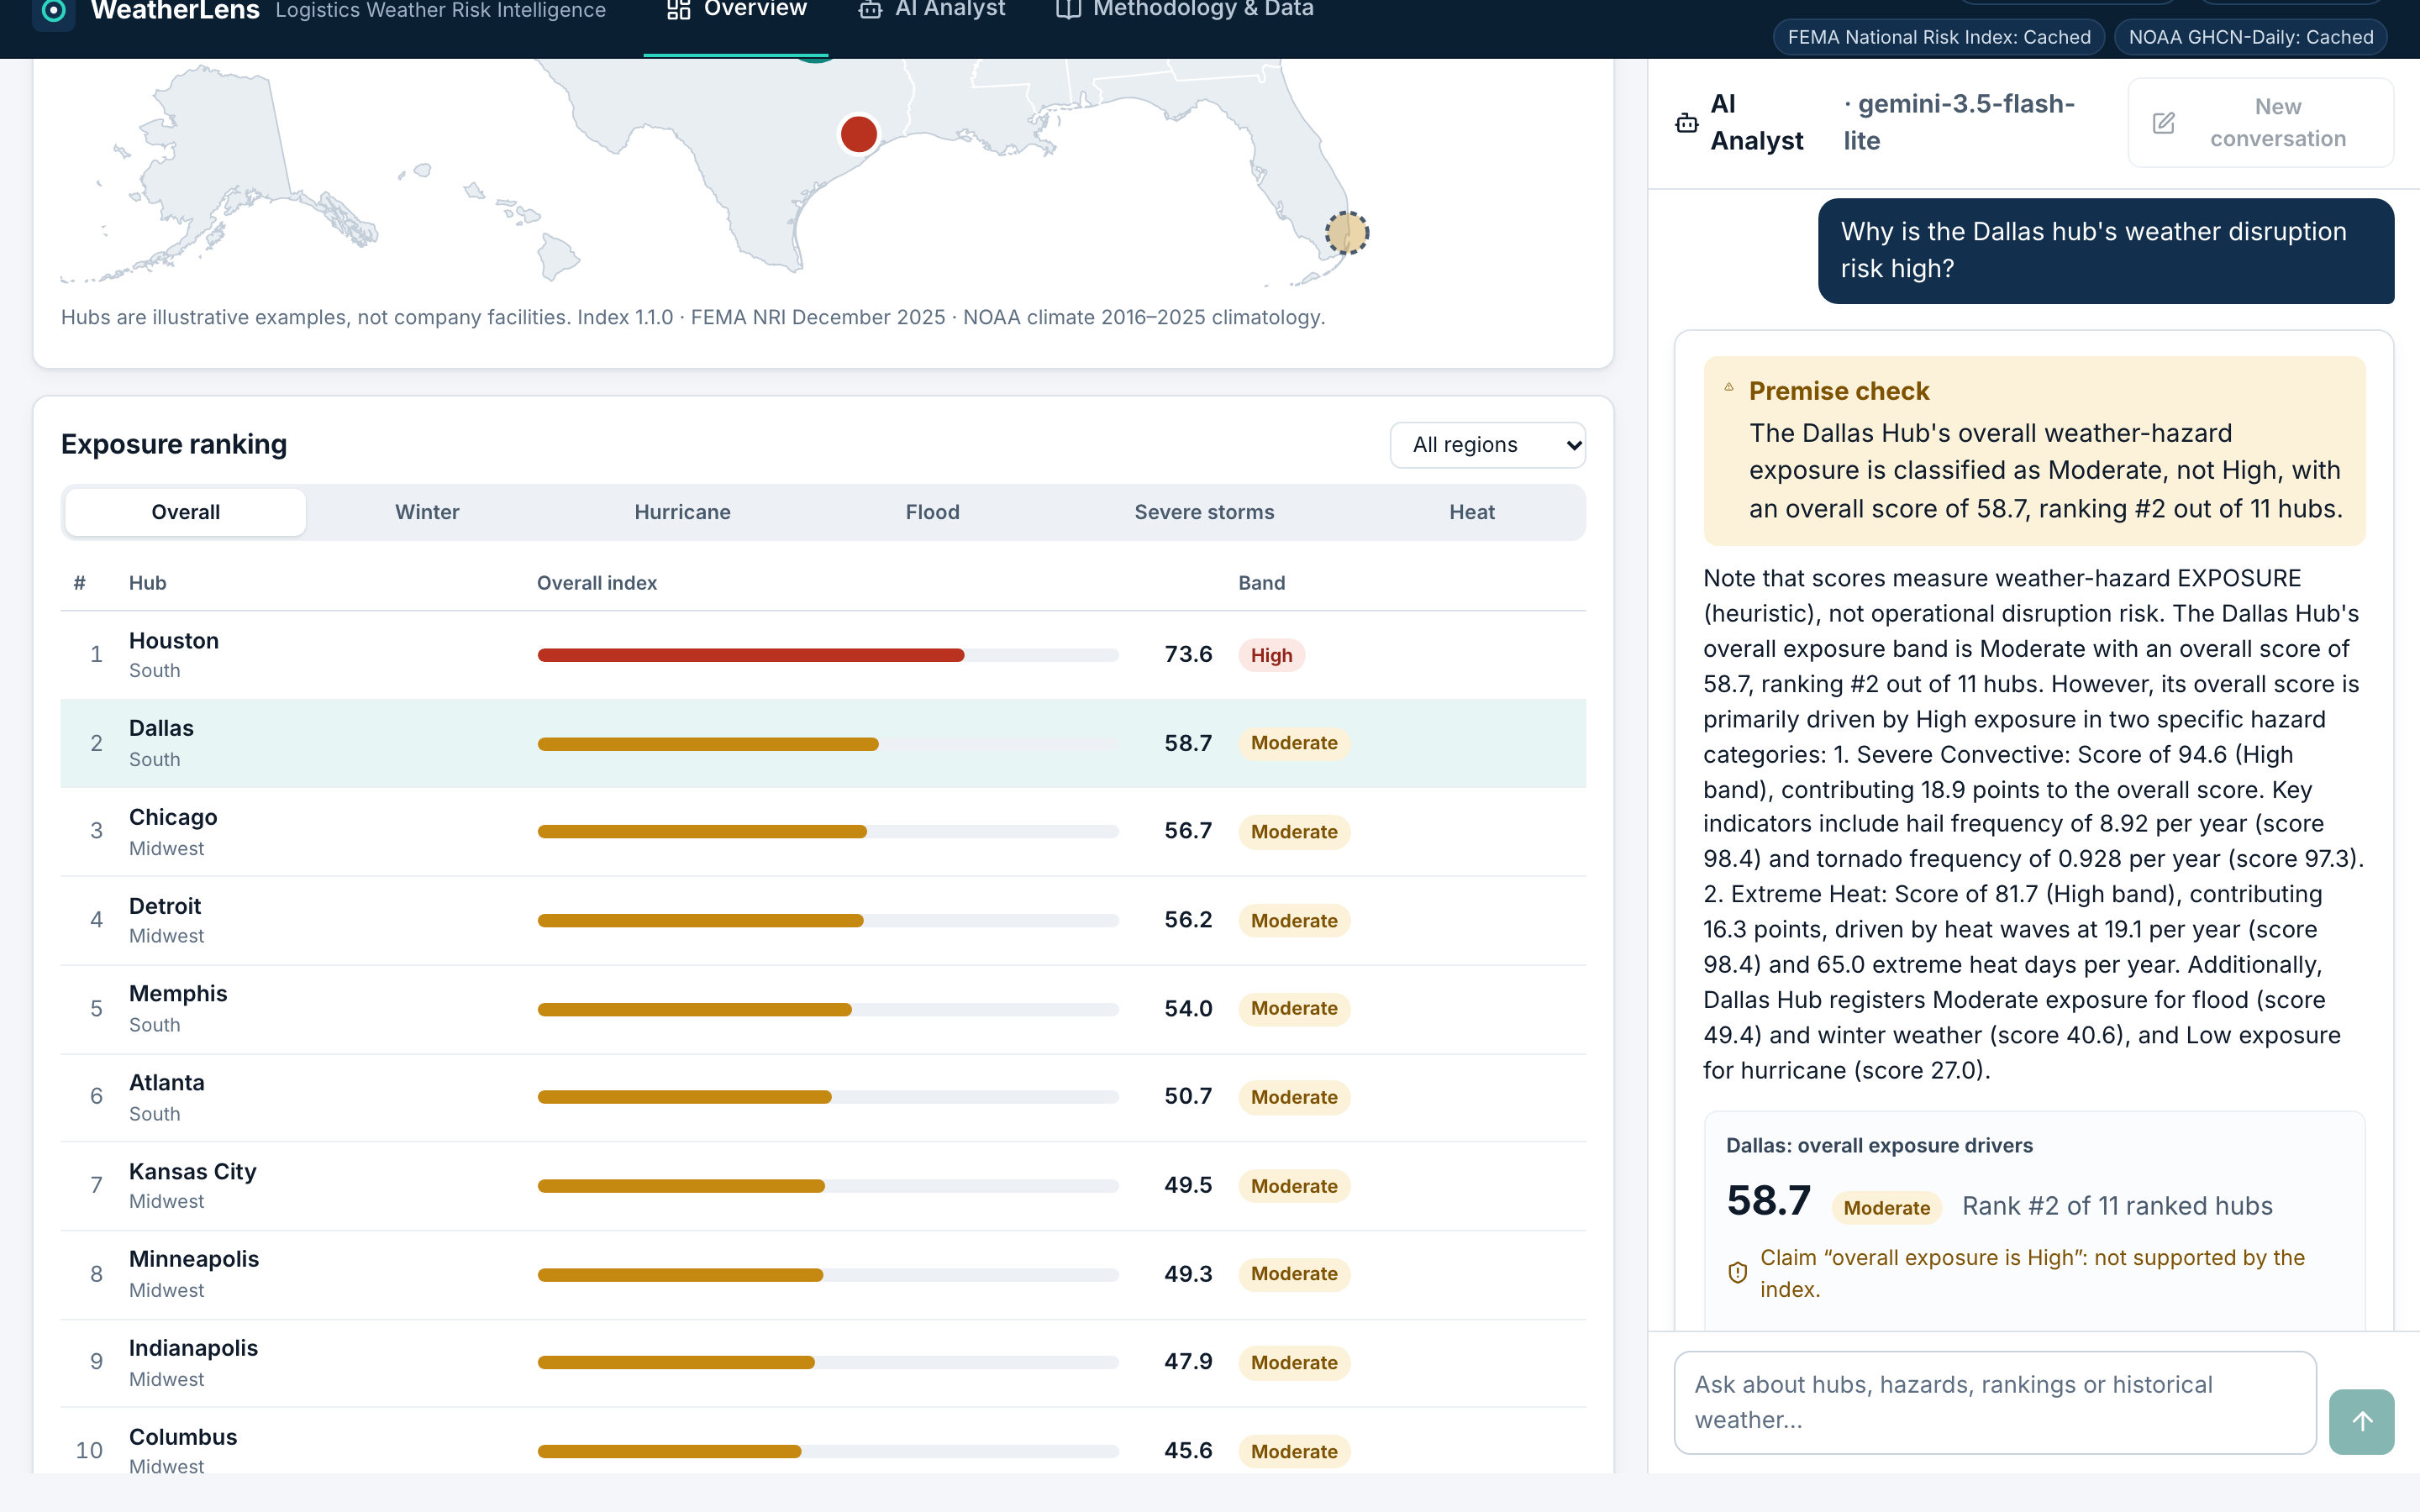 WeatherLens
Logistics Weather Risk Intelligence
Overview
AI Analyst
Methodology & Data
FEMA National Risk Index: Cached
NOAA GHCN-Daily: Cached
Hubs are illustrative examples, not company facilities. Index 1.1.0 · FEMA NRI December 2025 · NOAA climate 2016–2025 climatology.
Exposure ranking
All regions
Overall
Winter
Hurricane
Flood
Severe storms
Heat
# Hub Overall index Band
1 Houston 73.6 High
South
2 Dallas 58.7 Moderate
South
3 Chicago 56.7 Moderate
Midwest
4 Detroit 56.2 Moderate
Midwest
5 Memphis 54.0 Moderate
South
6 Atlanta 50.7 Moderate
South
7 Kansas City 49.5 Moderate
Midwest
8 Minneapolis 49.3 Moderate
Midwest
9 Indianapolis 47.9 Moderate
Midwest
10 Columbus 45.6 Moderate
Midwest
AI
Analyst
· gemini-3.5-flash-
lite
New
conversation
Why is the Dallas hub's weather disruption
risk high?
Premise check
The Dallas Hub's overall weather-hazard
exposure is classified as Moderate, not High, with
an overall score of 58.7, ranking #2 out of 11 hubs.
Note that scores measure weather-hazard EXPOSURE
(heuristic), not operational disruption risk. The Dallas Hub's
overall exposure band is Moderate with an overall score of
58.7, ranking #2 out of 11 hubs. However, its overall score is
primarily driven by High exposure in two specific hazard
categories: 1. Severe Convective: Score of 94.6 (High
band), contributing 18.9 points to the overall score. Key
indicators include hail frequency of 8.92 per year (score
98.4) and tornado frequency of 0.928 per year (score 97.3).
2. Extreme Heat: Score of 81.7 (High band), contributing
16.3 points, driven by heat waves at 19.1 per year (score
98.4) and 65.0 extreme heat days per year. Additionally,
Dallas Hub registers Moderate exposure for flood (score
49.4) and winter weather (score 40.6), and Low exposure
for hurricane (score 27.0).
Dallas: overall exposure drivers
58.7 Moderate Rank #2 of 11 ranked hubs
Claim “overall exposure is High”: not supported by the
index.
Ask about hubs, hazards, rankings or historical
weather...